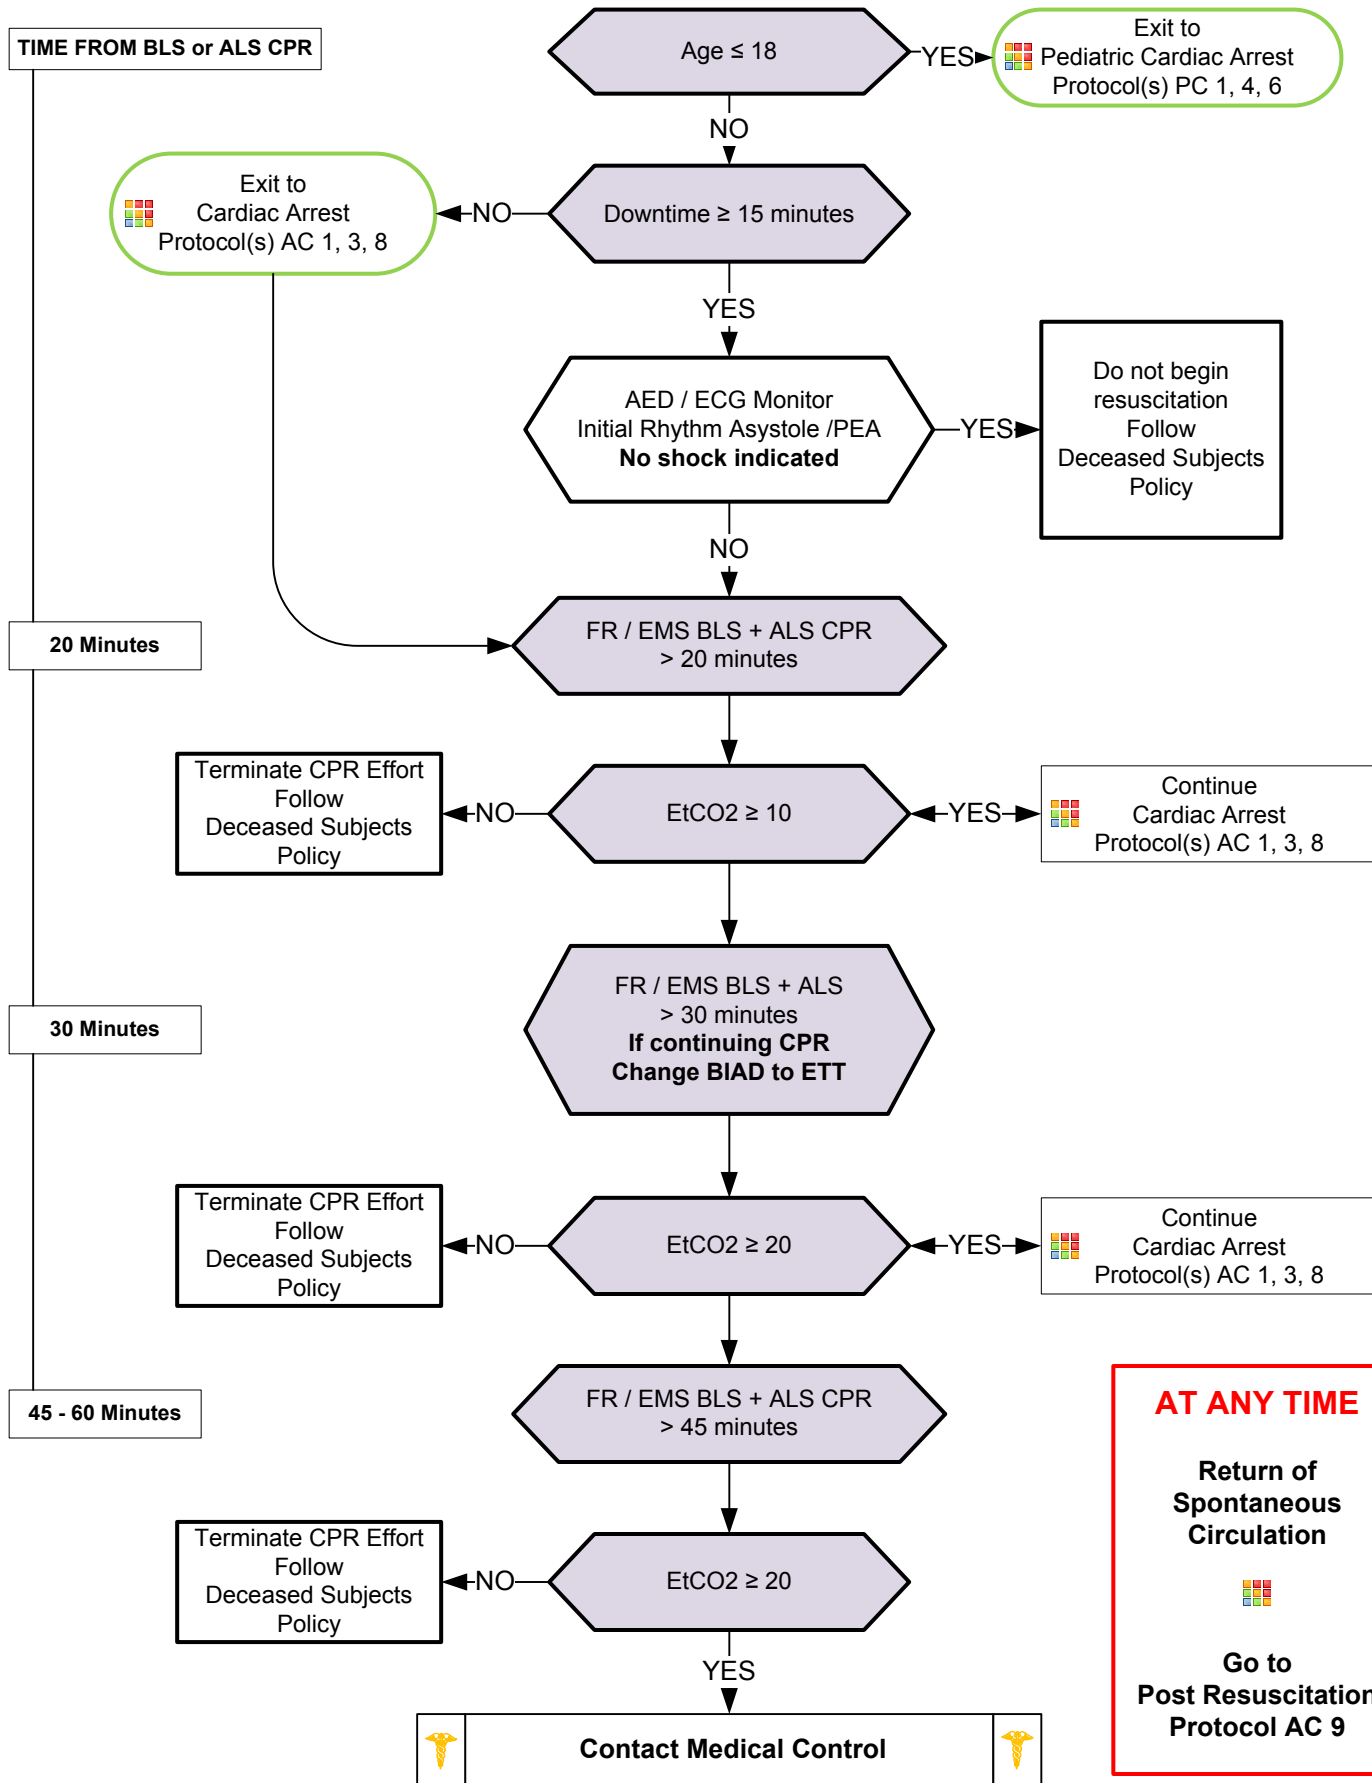 TIME FROM BLS or ALS CPR
Age ≤ 18
YES
Exit to
Pediatric Cardiac Arrest
Protocol(s) PC 1, 4, 6
NO
Exit to
Cardiac Arrest
Protocol(s) AC 1, 3, 8
NO
Downtime ≥ 15 minutes
YES
AED / ECG Monitor
Initial Rhythm Asystole /PEA
No shock indicated
YES
Do not begin
resuscitation
Follow
Deceased Subjects
Policy
NO
20 Minutes
FR / EMS BLS + ALS CPR
> 20 minutes
Terminate CPR Effort
Follow
Deceased Subjects
Policy
NO
EtCO2 ≥ 10
YES
Continue
Cardiac Arrest
Protocol(s) AC 1, 3, 8
30 Minutes
FR / EMS BLS + ALS
> 30 minutes
If continuing CPR
Change BIAD to ETT
Terminate CPR Effort
Follow
Deceased Subjects
Policy
NO
EtCO2 ≥ 20
YES
Continue
Cardiac Arrest
Protocol(s) AC 1, 3, 8
45 - 60 Minutes
FR / EMS BLS + ALS CPR
> 45 minutes
Terminate CPR Effort
Follow
Deceased Subjects
Policy
NO
EtCO2 ≥ 20
YES
Contact Medical Control
AT ANY TIME
Return of
Spontaneous
Circulation
Go to
Post Resuscitation
Protocol AC 9